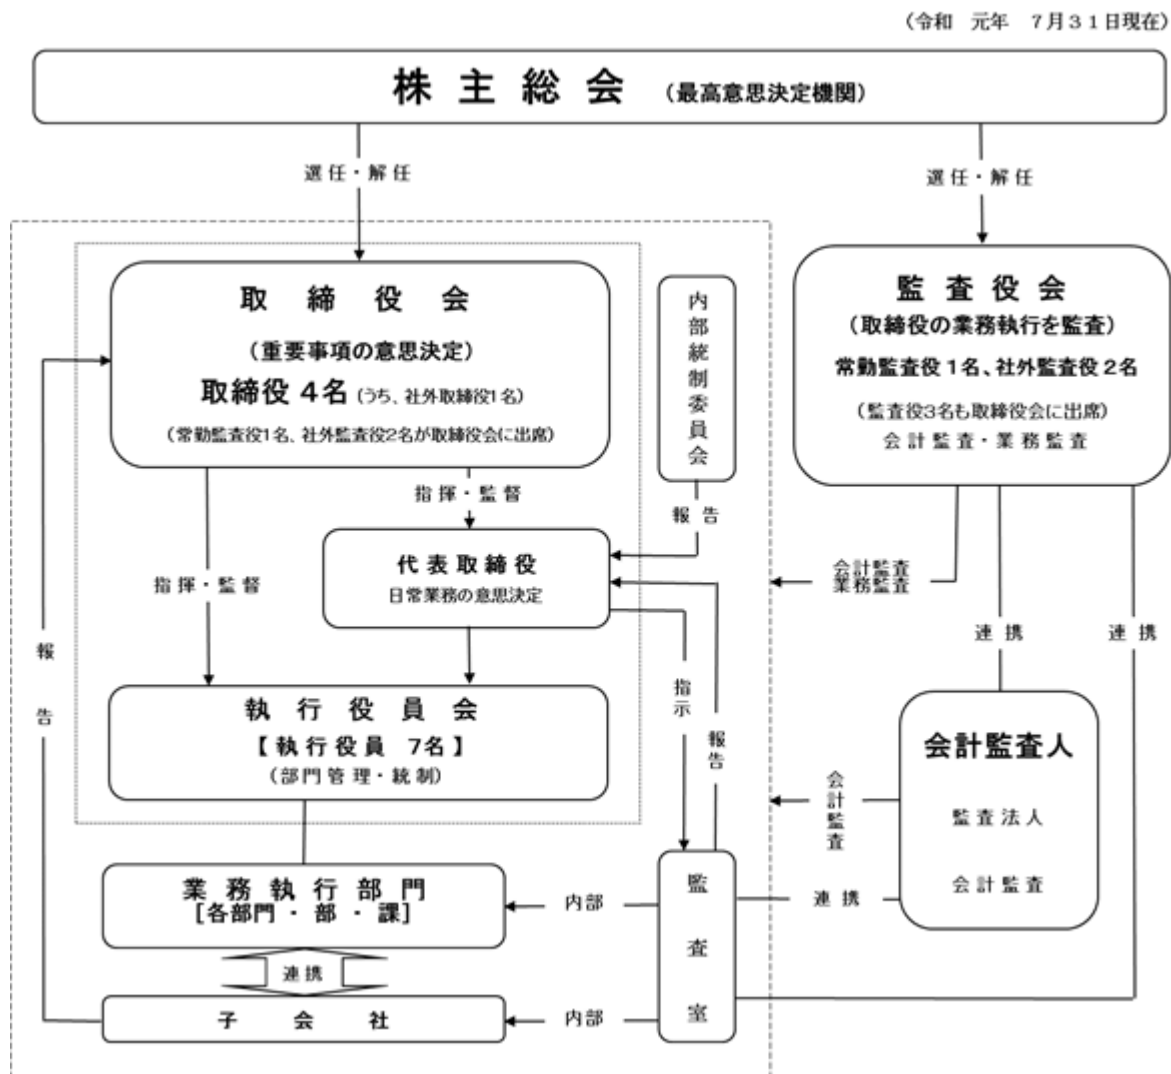 (令和 元年 7月31日現在)
株主総会 (最高意思決定機関)
選任・解任
選任・解任
取締役会
(重要事項の意思決定)
取締役 4名 (うち、社外取締役1名)
(常勤監査役1名、社外監査役2名が取締役会に出席)
内部統制委員会
監査役会
(取締役の業務執行を監査)
常勤監査役 1名、社外監査役 2名
(監査役3名も取締役会に出席)
会計監査・業務監査
指揮・監督
報告
代表取締役
日常業務の意思決定
指揮・監督
会計監査
業務監査
連携
連携
報告
指示
報告
執行役員会
【執行役員 7名】
(部門管理・統制)
会計監査人
監査法人
会計監査
会計監査
業務執行部門
[各部門・部・課]
内部
監査室
連携
連携
子会社
内部